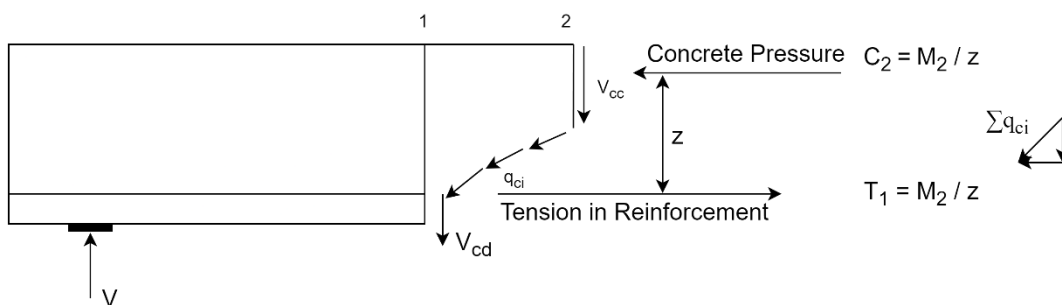 1 2
Concrete Pressure C₂ = M₂ / z
V_cc
z
∑q_ci
q_ci
T₁ = M₂ / z
Tension in Reinforcement
V_cd
V